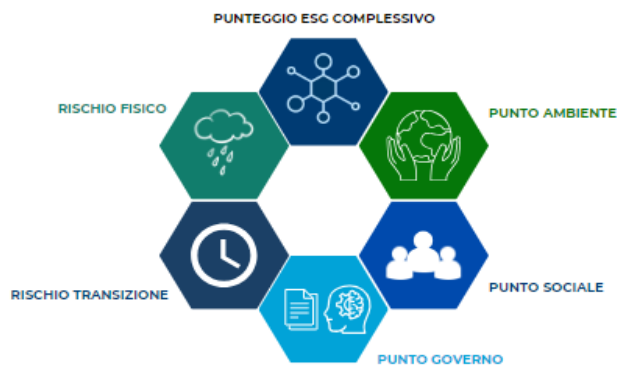 PUNTEGGIO ESG COMPLESSIVO
RISCHIO FISICO
PUNTO AMBIENTE
RISCHIO TRANSIZIONE
PUNTO SOCIALE
PUNTO GOVERNO